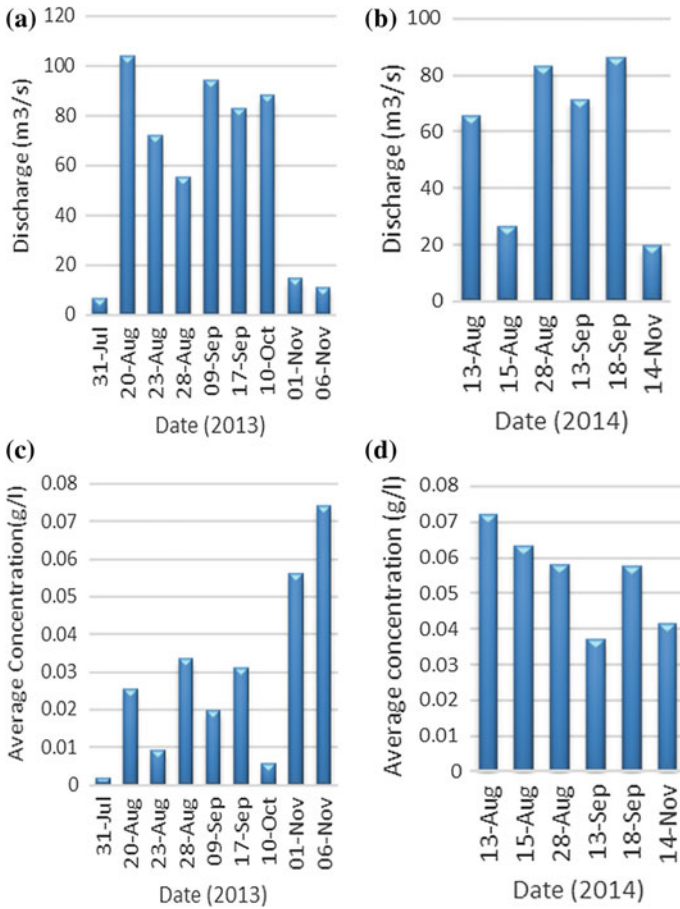 (a)
120
100
80
60
40
20
0
Discharge (m3/s)
31-Jul
20-Aug
23-Aug
28-Aug
09-Sep
17-Sep
10-Oct
01-Nov
06-Nov
Date (2013)
(b)
100
80
60
40
20
0
Discharge (m3/s)
13-Aug
15-Aug
28-Aug
13-Sep
18-Sep
14-Nov
Date (2014)
(c)
0.08
0.07
0.06
0.05
0.04
0.03
0.02
0.01
0
Average Concentration(g/l)
31-Jul
20-Aug
23-Aug
28-Aug
09-Sep
17-Sep
10-Oct
01-Nov
06-Nov
Date (2013)
(d)
0.08
0.07
0.06
0.05
0.04
0.03
0.02
0.01
0
Average concentration (g/l)
13-Aug
15-Aug
28-Aug
13-Sep
18-Sep
14-Nov
Date (2014)